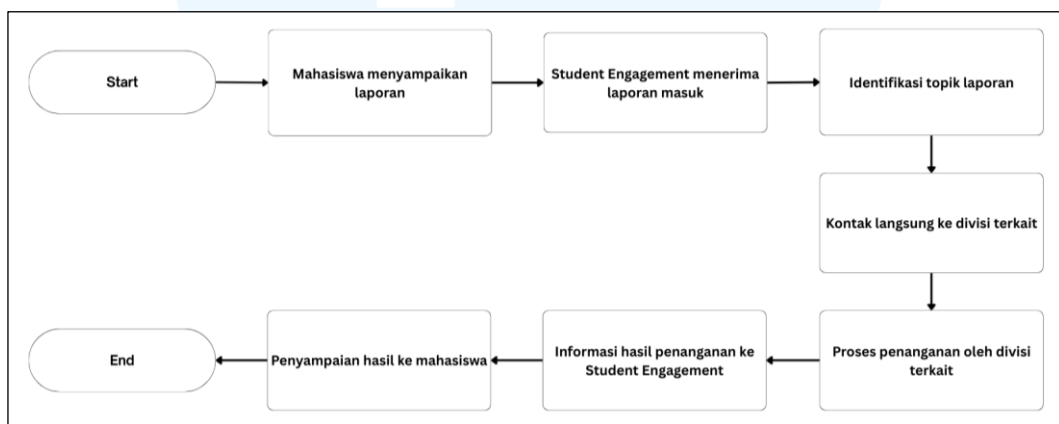 Start
Mahasiswa menyampaikan
laporan
Student Engagement menerima
laporan masuk
Identifikasi topik laporan
Kontak langsung ke divisi terkait
Proses penanganan oleh divisi
terkait
Informasi hasil penanganan ke
Student Engagement
Penyampaian hasil ke mahasiswa
End